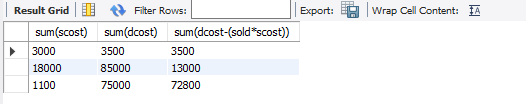 Result Grid Filter Rows: Export: Wrap Cell Content:
sum(scost) sum(dcost) sum(dcost-(sold*scost))
3000 3500 3500
18000 85000 13000
1100 75000 72800